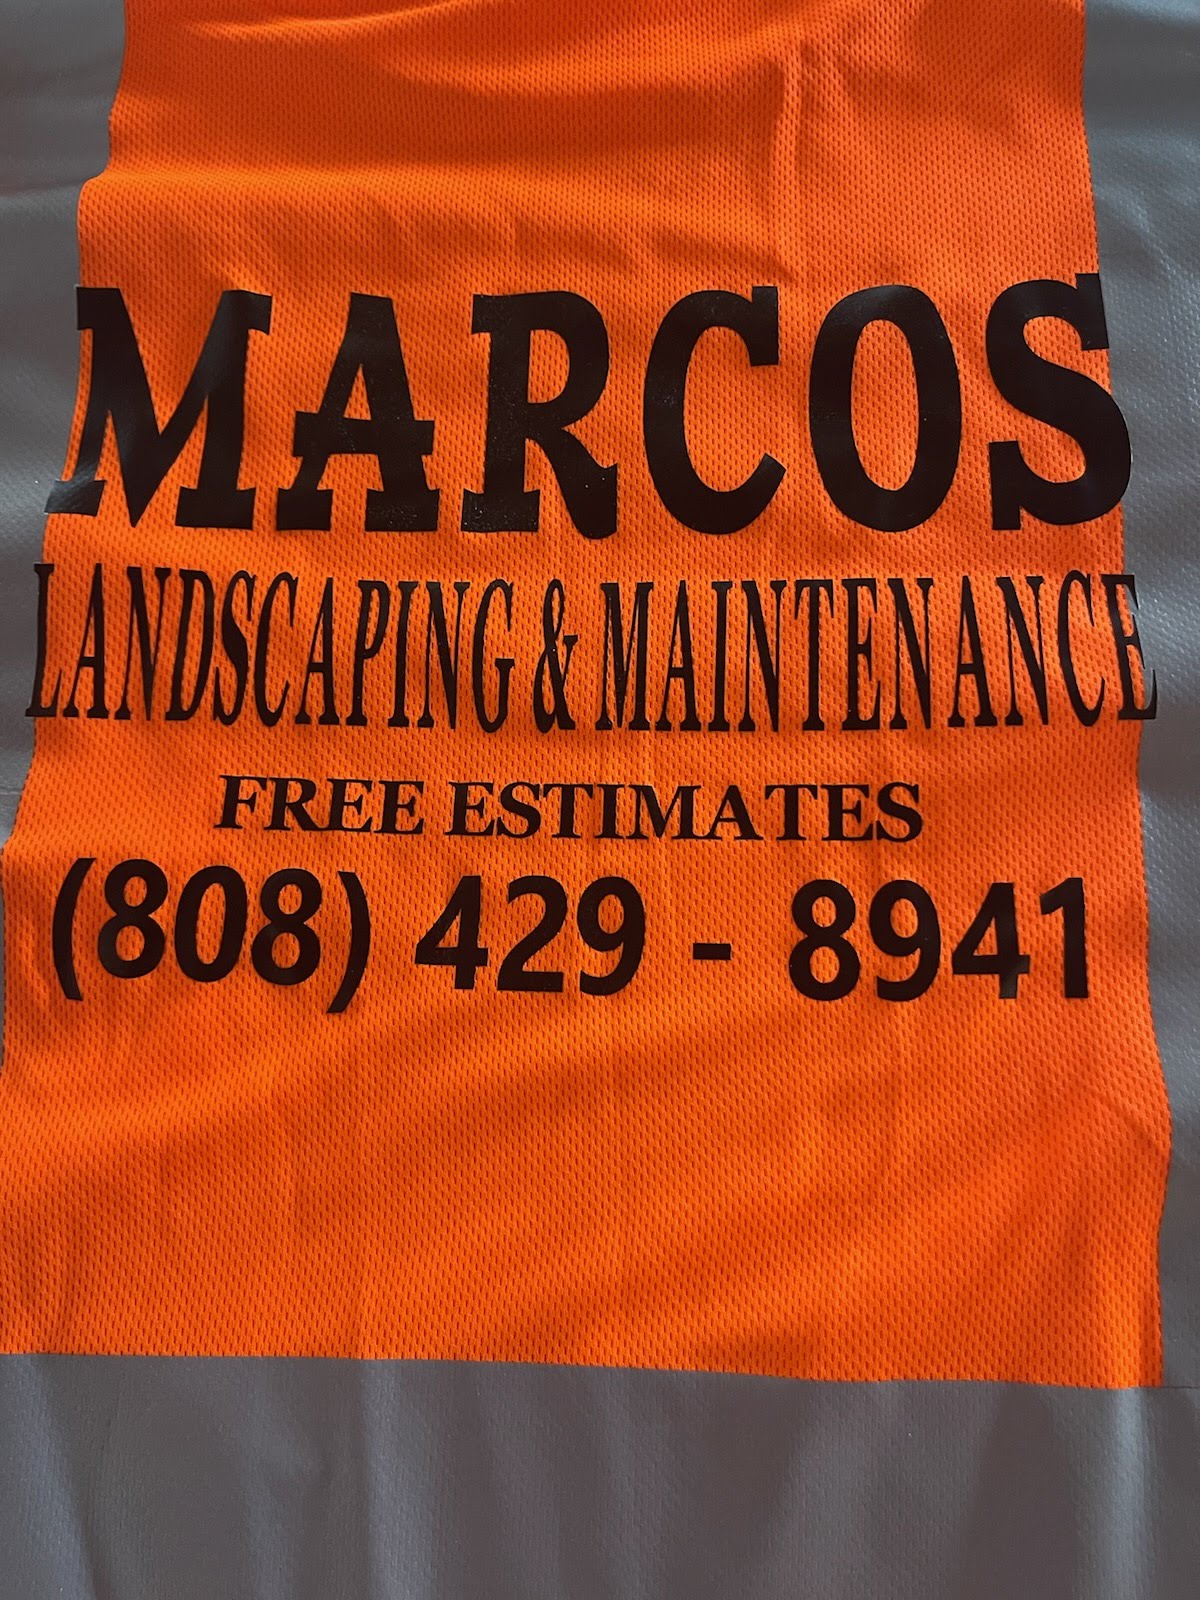 MARCOS
LANDSCAPING & MAINTENANCE
FREE ESTIMATES
(808) 429 - 8941